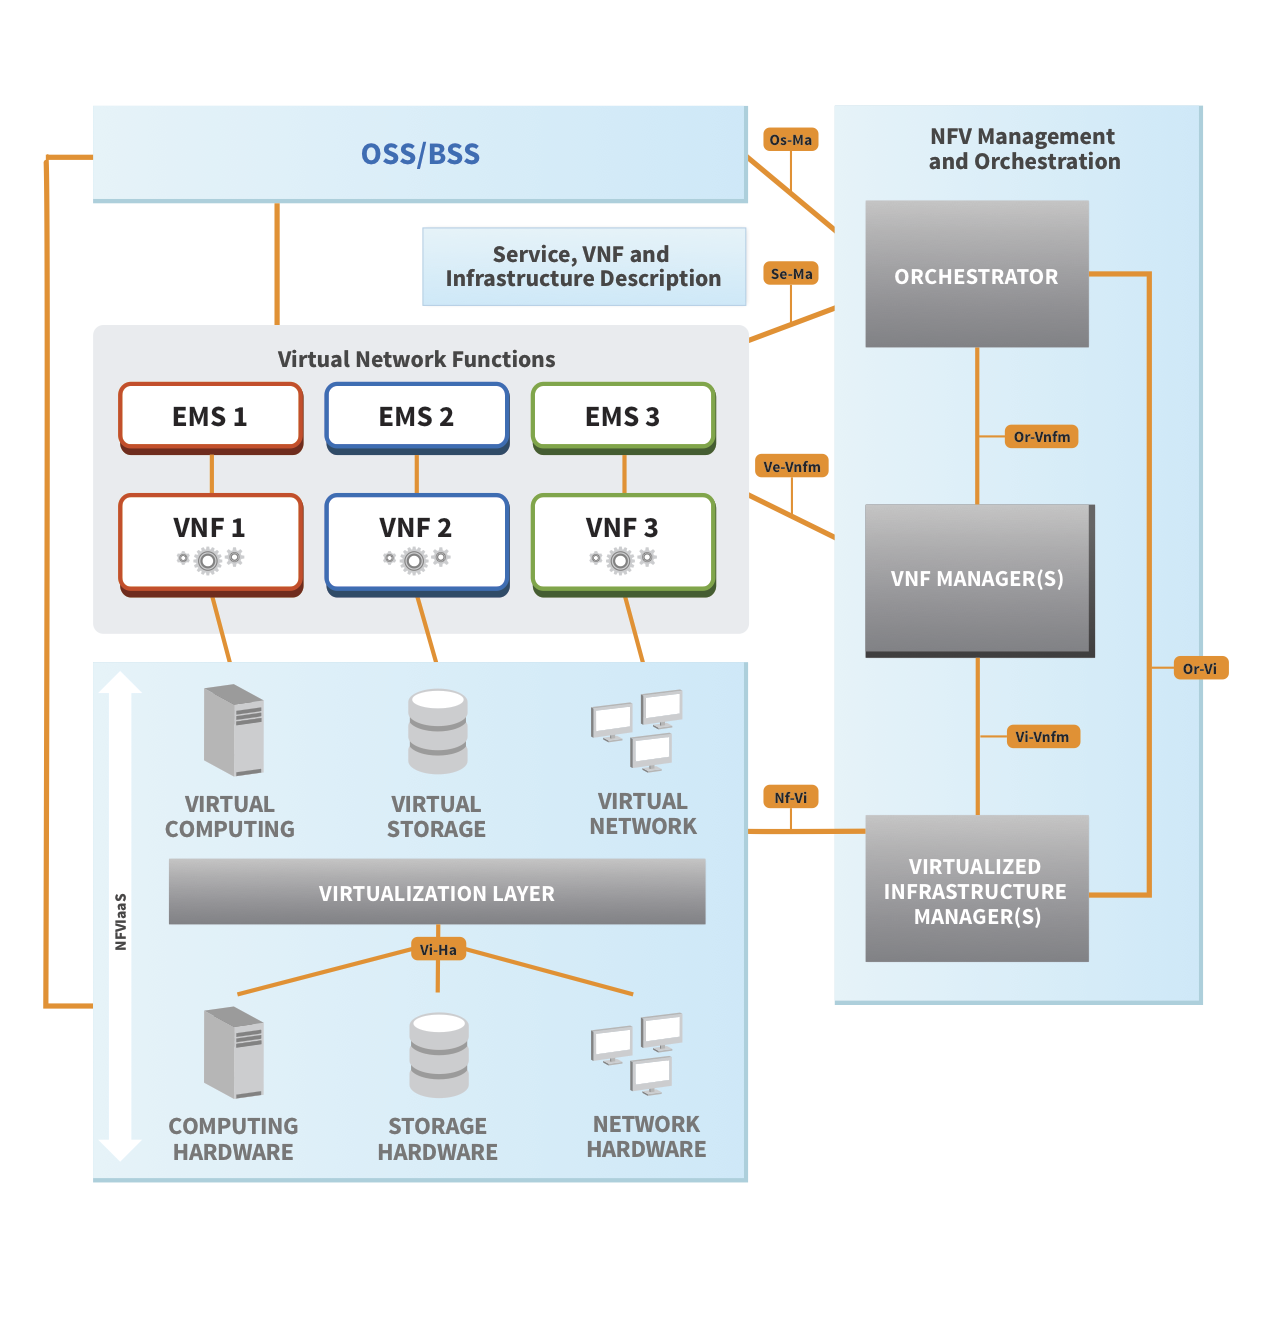 OSS/BSS
Os-Ma
NFV Management
and Orchestration
Service, VNF and
Infrastructure Description
Se-Ma
ORCHESTRATOR
Virtual Network Functions
EMS 1
EMS 2
EMS 3
Or-Vnfm
Ve-Vnfm
VNF 1
VNF 2
VNF 3
VNF MANAGER(S)
Or-Vi
Vi-Vnfm
VIRTUAL
COMPUTING
VIRTUAL
STORAGE
VIRTUAL
NETWORK
Nf-Vi
VIRTUALIZED
INFRASTRUCTURE
MANAGER(S)
VIRTUALIZATION LAYER
NFVIaaS
Vi-Ha
COMPUTING
HARDWARE
STORAGE
HARDWARE
NETWORK
HARDWARE